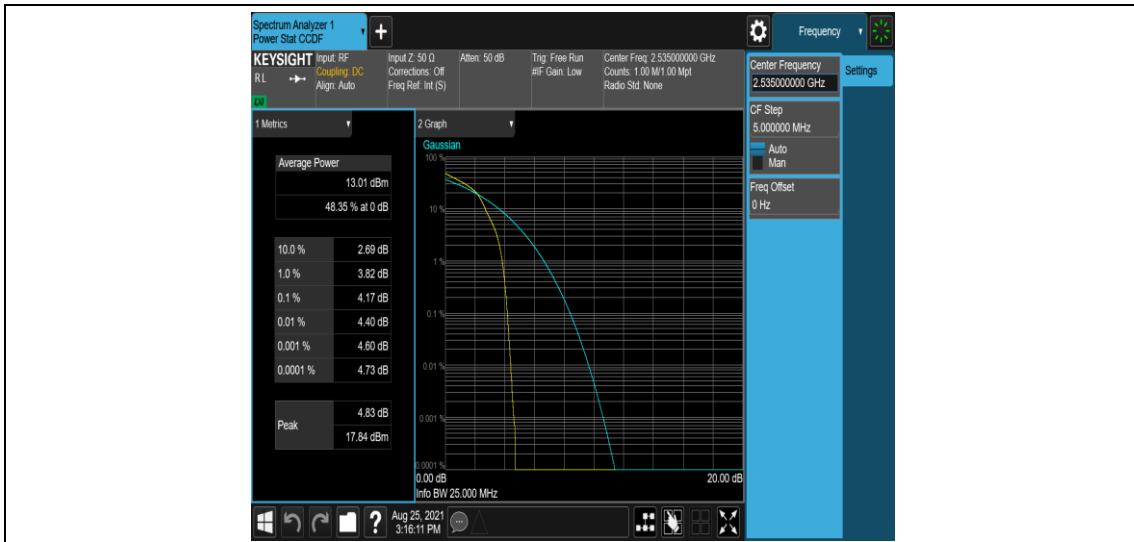 Spectrum Analyzer 1
Power Stat CCDF
Frequency
KEYSIGHT Input: RF Input Z: 50 Ω Atten: 50 dB Trig: Free Run Center Freq: 2.535000000 GHz
RL Coupling: DC Corrections: Off #IF Gain: Low Counts: 1.00 M/1.00 Mpt
Align: Auto Freq Ref: Int (S) Radio Std: None
LXI
Center Frequency
2.535000000 GHz
Settings
CF Step
5.000000 MHz
Auto
Man
Freq Offset
0 Hz
1 Metrics
Average Power
13.01 dBm
48.35 % at 0 dB
10.0 % 2.69 dB
1.0 % 3.82 dB
0.1 % 4.17 dB
0.01 % 4.40 dB
0.001 % 4.60 dB
0.0001 % 4.73 dB
Peak 4.83 dB
17.84 dBm
2 Graph
Gaussian
100 %
10 %
1 %
0.1 %
0.01 %
0.001 %
0.0001 %
0.00 dB 20.00 dB
Info BW 25.000 MHz
Aug 25, 2021
3:16:11 PM